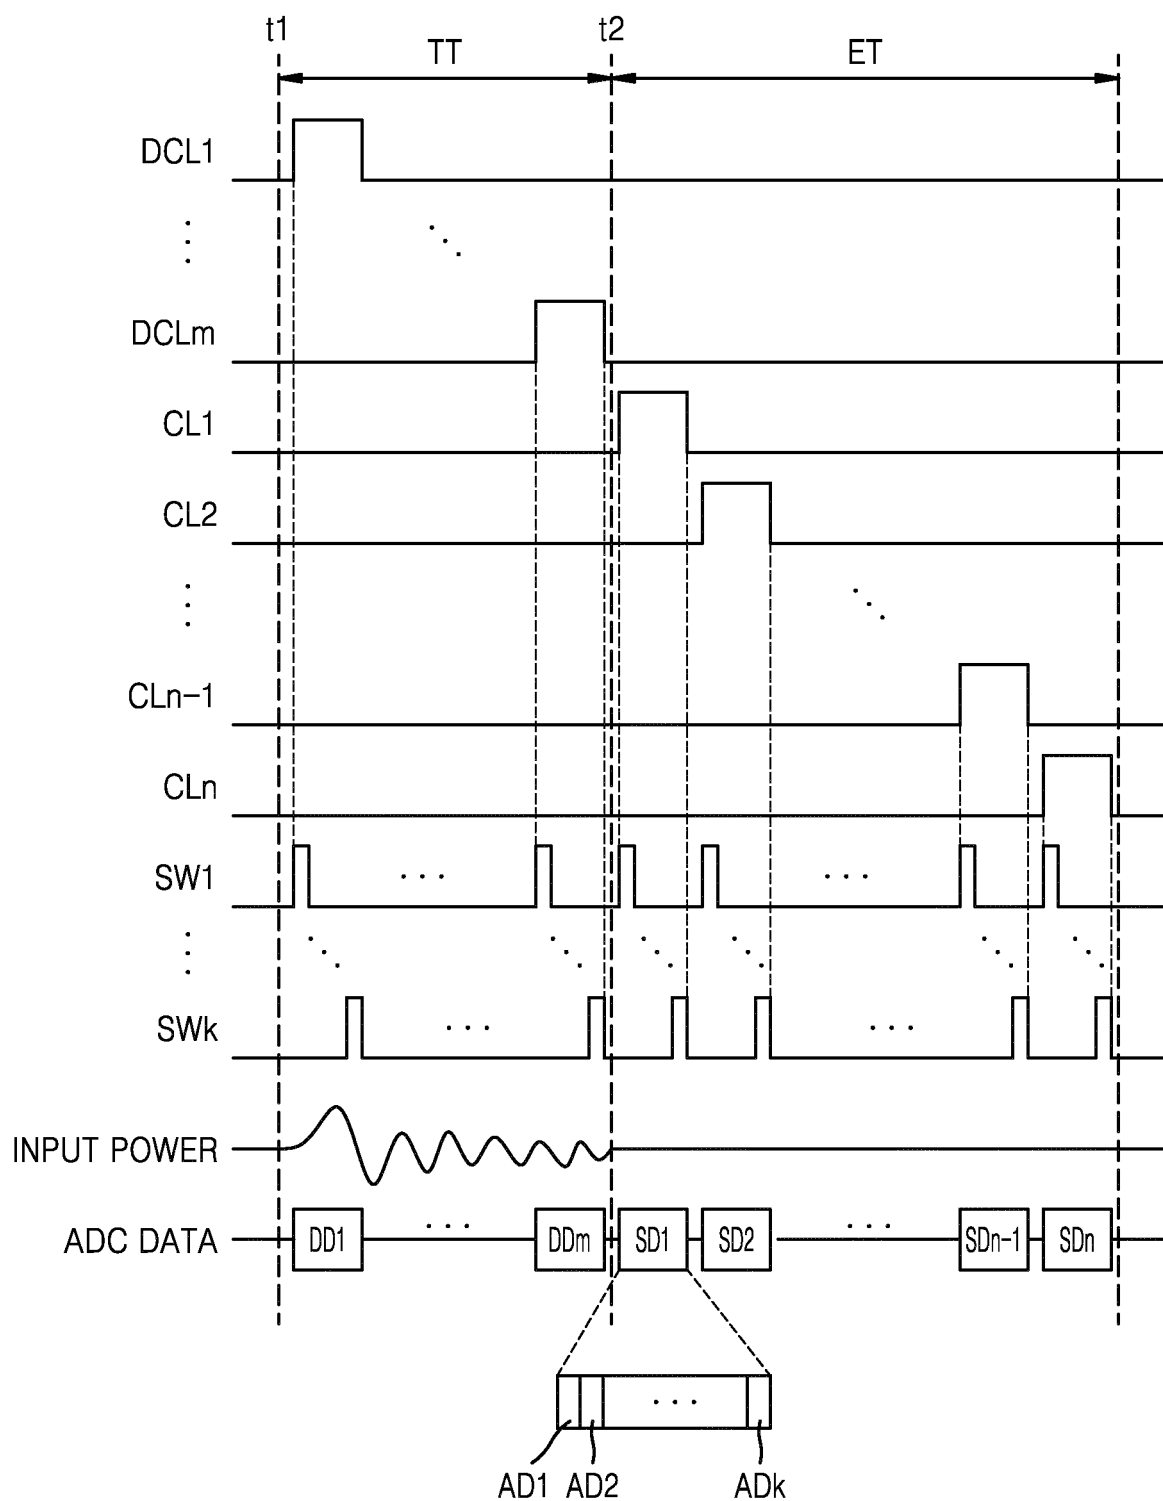 t1 t2
TT ET
DCL1
DCLm
CL1
CL2
CLn-1
CLn
SW1
SWk
INPUT POWER
ADC DATA DD1 DDm SD1 SD2 SDn-1 SDn
AD1 AD2 ADk